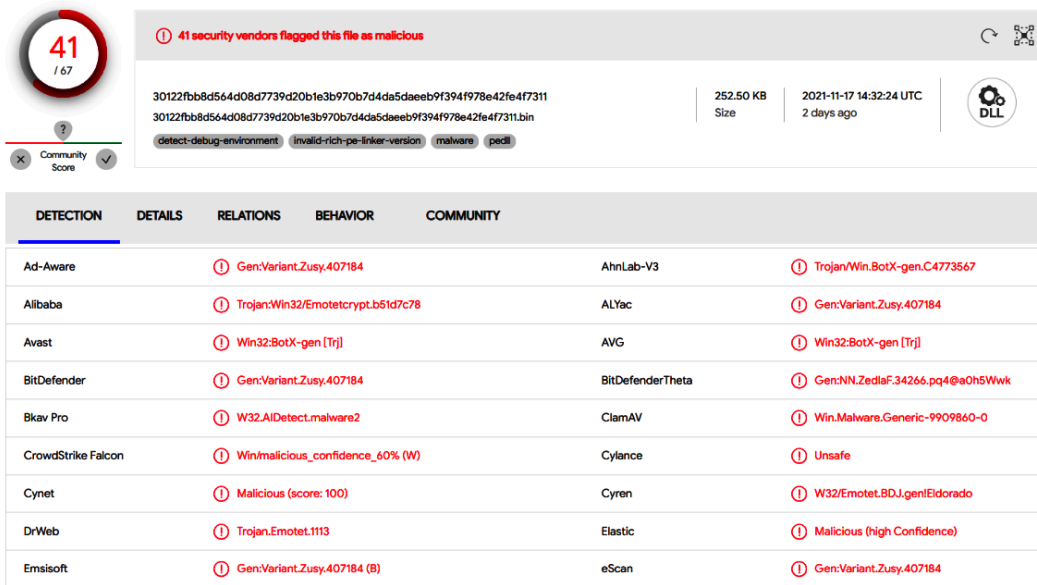 41
/ 67
?
Community
Score
41 security vendors flagged this file as malicious
30122fbb8d564d08d7739d20b1e3b970b7d4da5daeeb9f394f978e42fe4f7311
30122fbb8d564d08d7739d20b1e3b970b7d4da5daeeb9f394f978e42fe4f7311.bin
detect-debug-environment invalid-rich-pe-linker-version malware pedll
252.50 KB
Size
2021-11-17 14:32:24 UTC
2 days ago
DLL
DETECTION DETAILS RELATIONS BEHAVIOR COMMUNITY
Ad-Aware Gen:Variant.Zusy.407184 AhnLab-V3 Trojan/Win.BotX-gen.C4773567
Alibaba Trojan:Win32/Emotetcrypt.b51d7c78 ALYac Gen:Variant.Zusy.407184
Avast Win32:BotX-gen [Trj] AVG Win32:BotX-gen [Trj]
BitDefender Gen:Variant.Zusy.407184 BitDefenderTheta Gen:NN.ZedlaF.34266.pq4@a0h5Wwk
Bkav Pro W32.AIDetect.malware2 ClamAV Win.Malware.Generic-9909860-0
CrowdStrike Falcon Win/malicious_confidence_60% (W) Cylance Unsafe
Cynet Malicious (score: 100) Cyren W32/Emotet.BDJ.gen!Eldorado
DrWeb Trojan.Emotet.1113 Elastic Malicious (high Confidence)
Emsisoft Gen:Variant.Zusy.407184 (B) eScan Gen:Variant.Zusy.407184